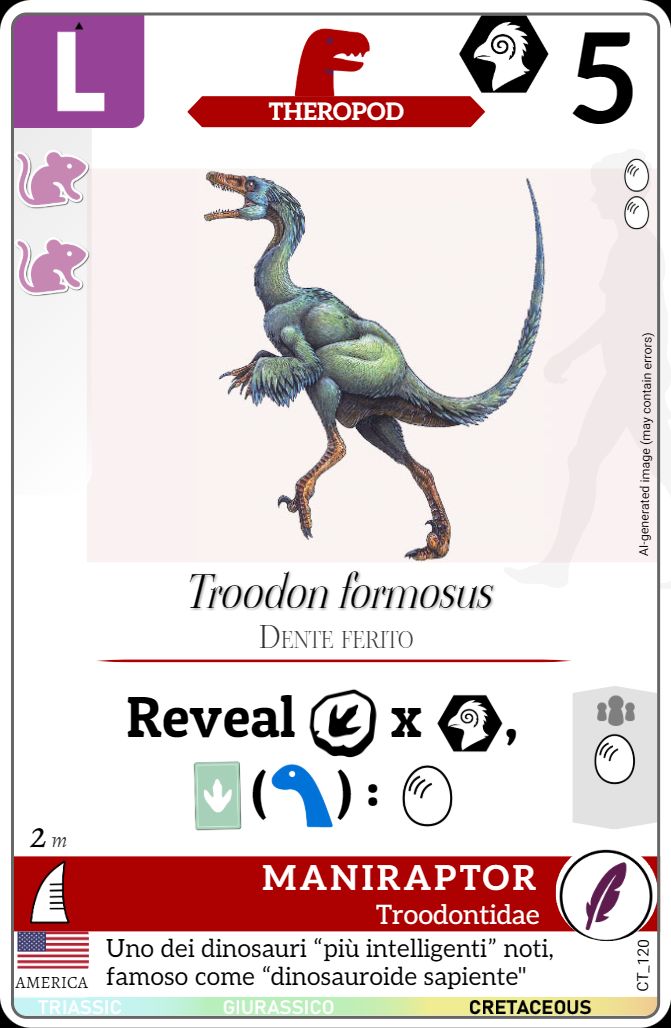 L
THEROPOD
5
AI-generated image (may contain errors)
Troodon formosus
DENTE FERITO
Reveal x ,
( ) :
2 m
MANIRAPTOR
Troodontidae
AMERICA
Uno dei dinosauri “più intelligenti” noti,
famoso come “dinosauroide sapiente"
CT_120
TRIASSIC
GIURASSICO
CRETACEOUS